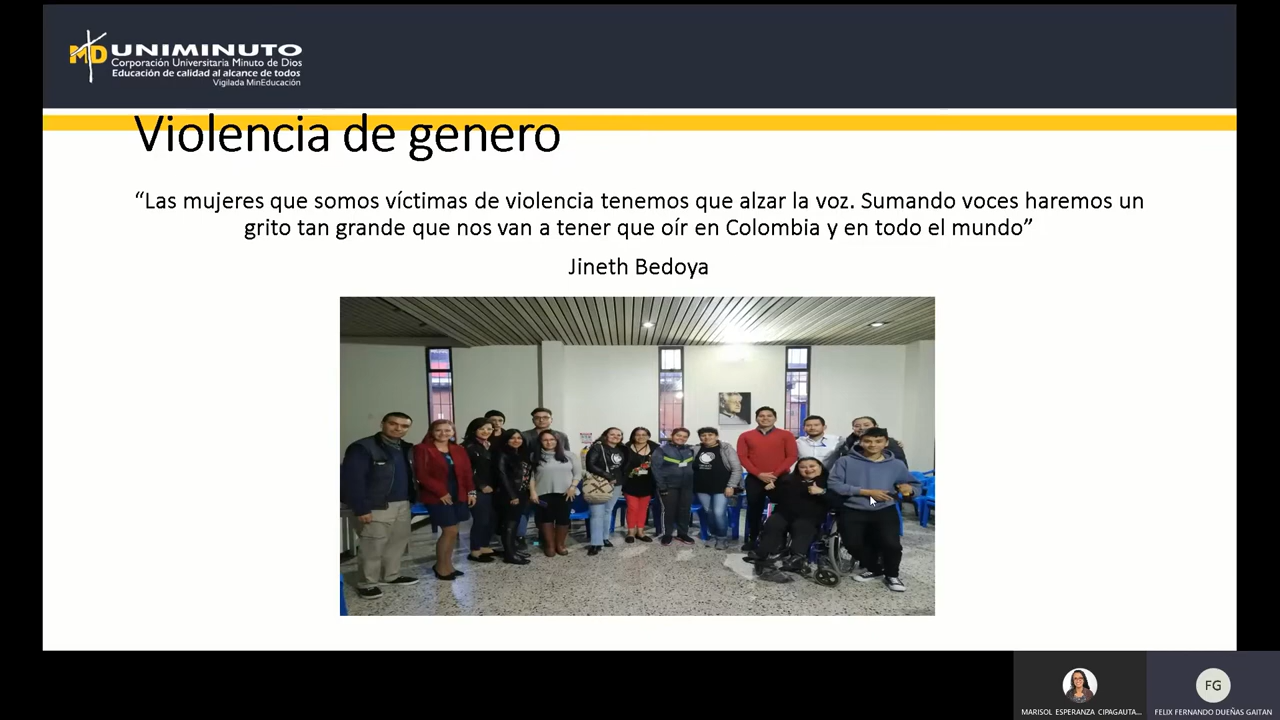 MD UNIMINUTO
Corporación Universitaria Minuto de Dios
Educación de calidad al alcance de todos
Vigilada MinEducación
Violencia de genero
“Las mujeres que somos víctimas de violencia tenemos que alzar la voz. Sumando voces haremos un
grito tan grande que nos van a tener que oír en Colombia y en todo el mundo”
Jineth Bedoya
FG
MARISOL ESPERANZA CIPAGAUTA...
FELIX FERNANDO DUEÑAS GAITAN